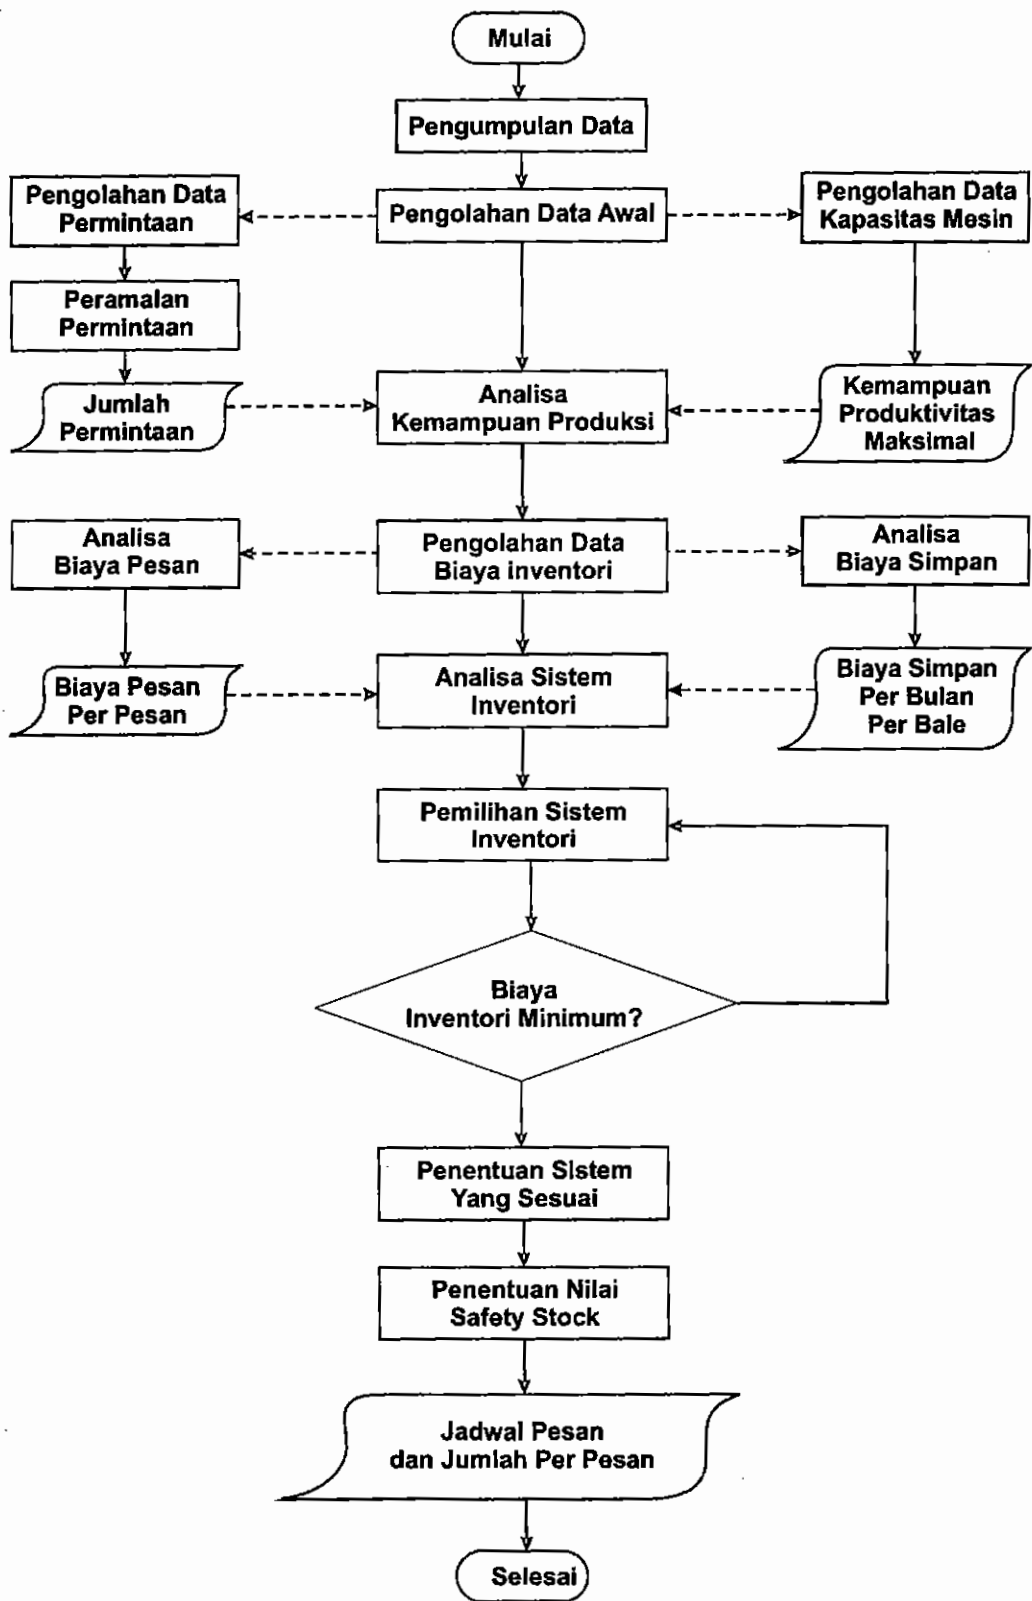 Mulai
Pengumpulan Data
Pengolahan Data
Permintaan
Pengolahan Data Awal
Pengolahan Data
Kapasitas Mesin
Peramalan
Permintaan
Jumlah
Permintaan
Analisa
Kemampuan Produksi
Kemampuan
Produktivitas
Maksimal
Analisa
Biaya Pesan
Pengolahan Data
Biaya inventori
Analisa
Biaya Simpan
Biaya Pesan
Per Pesan
Analisa Sistem
Inventori
Biaya Simpan
Per Bulan
Per Bale
Pemilihan Sistem
Inventori
Biaya
Inventori Minimum?
Penentuan Sistem
Yang Sesuai
Penentuan Nilai
Safety Stock
Jadwal Pesan
dan Jumlah Per Pesan
Selesai